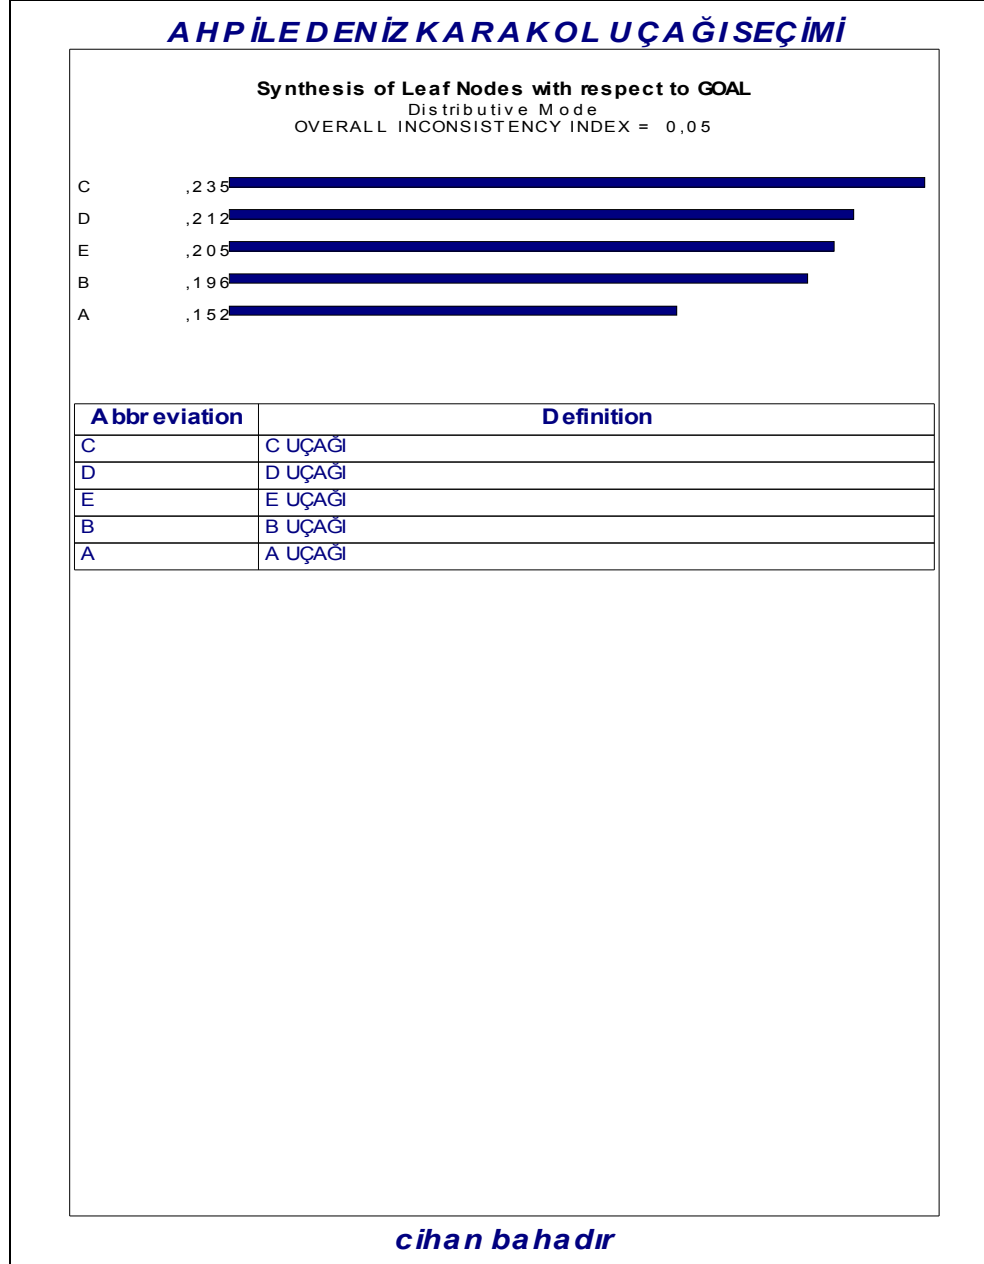 AHP İLE DENİZ KARAKOL UÇAĞI SEÇİMİ
Synthesis of Leaf Nodes with respect to GOAL
Distributive Mode
OVERALL INCONSISTENCY INDEX = 0,05
C ,235
D ,212
E ,205
B ,196
A ,152
Abbreviation Definition
C C UÇAĞI
D D UÇAĞI
E E UÇAĞI
B B UÇAĞI
A A UÇAĞI
cihan bahadır